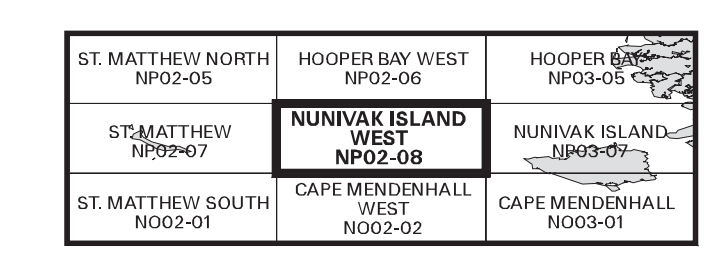 ST. MATTHEW NORTH
NP02-05
HOOPER BAY WEST
NP02-06
HOOPER BAY
NP03-05
ST. MATTHEW
NP02-07
NUNIVAK ISLAND
WEST
NP02-08
NUNIVAK ISLAND
NP03-07
ST. MATTHEW SOUTH
NO02-01
CAPE MENDENHALL
WEST
NO02-02
CAPE MENDENHALL
NO03-01